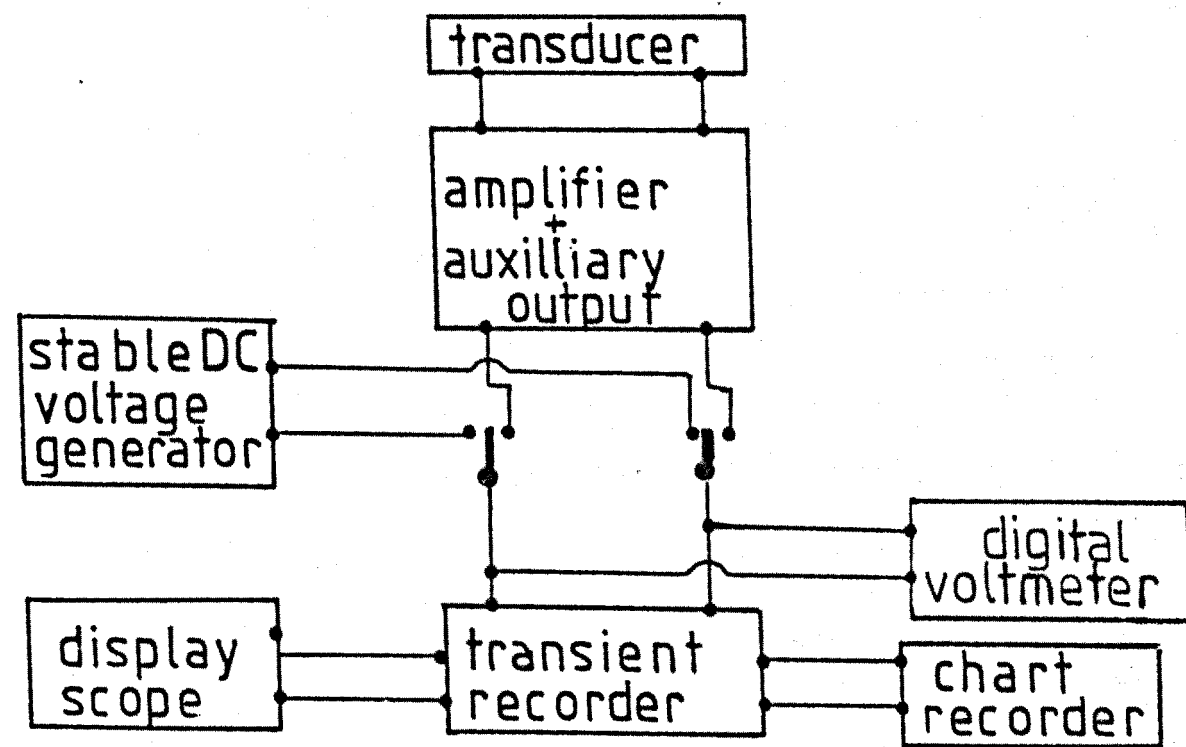 transducer
amplifier
+
auxilliary
output
stable DC
voltage
generator
digital
voltmeter
display
scope
transient
recorder
chart
recorder